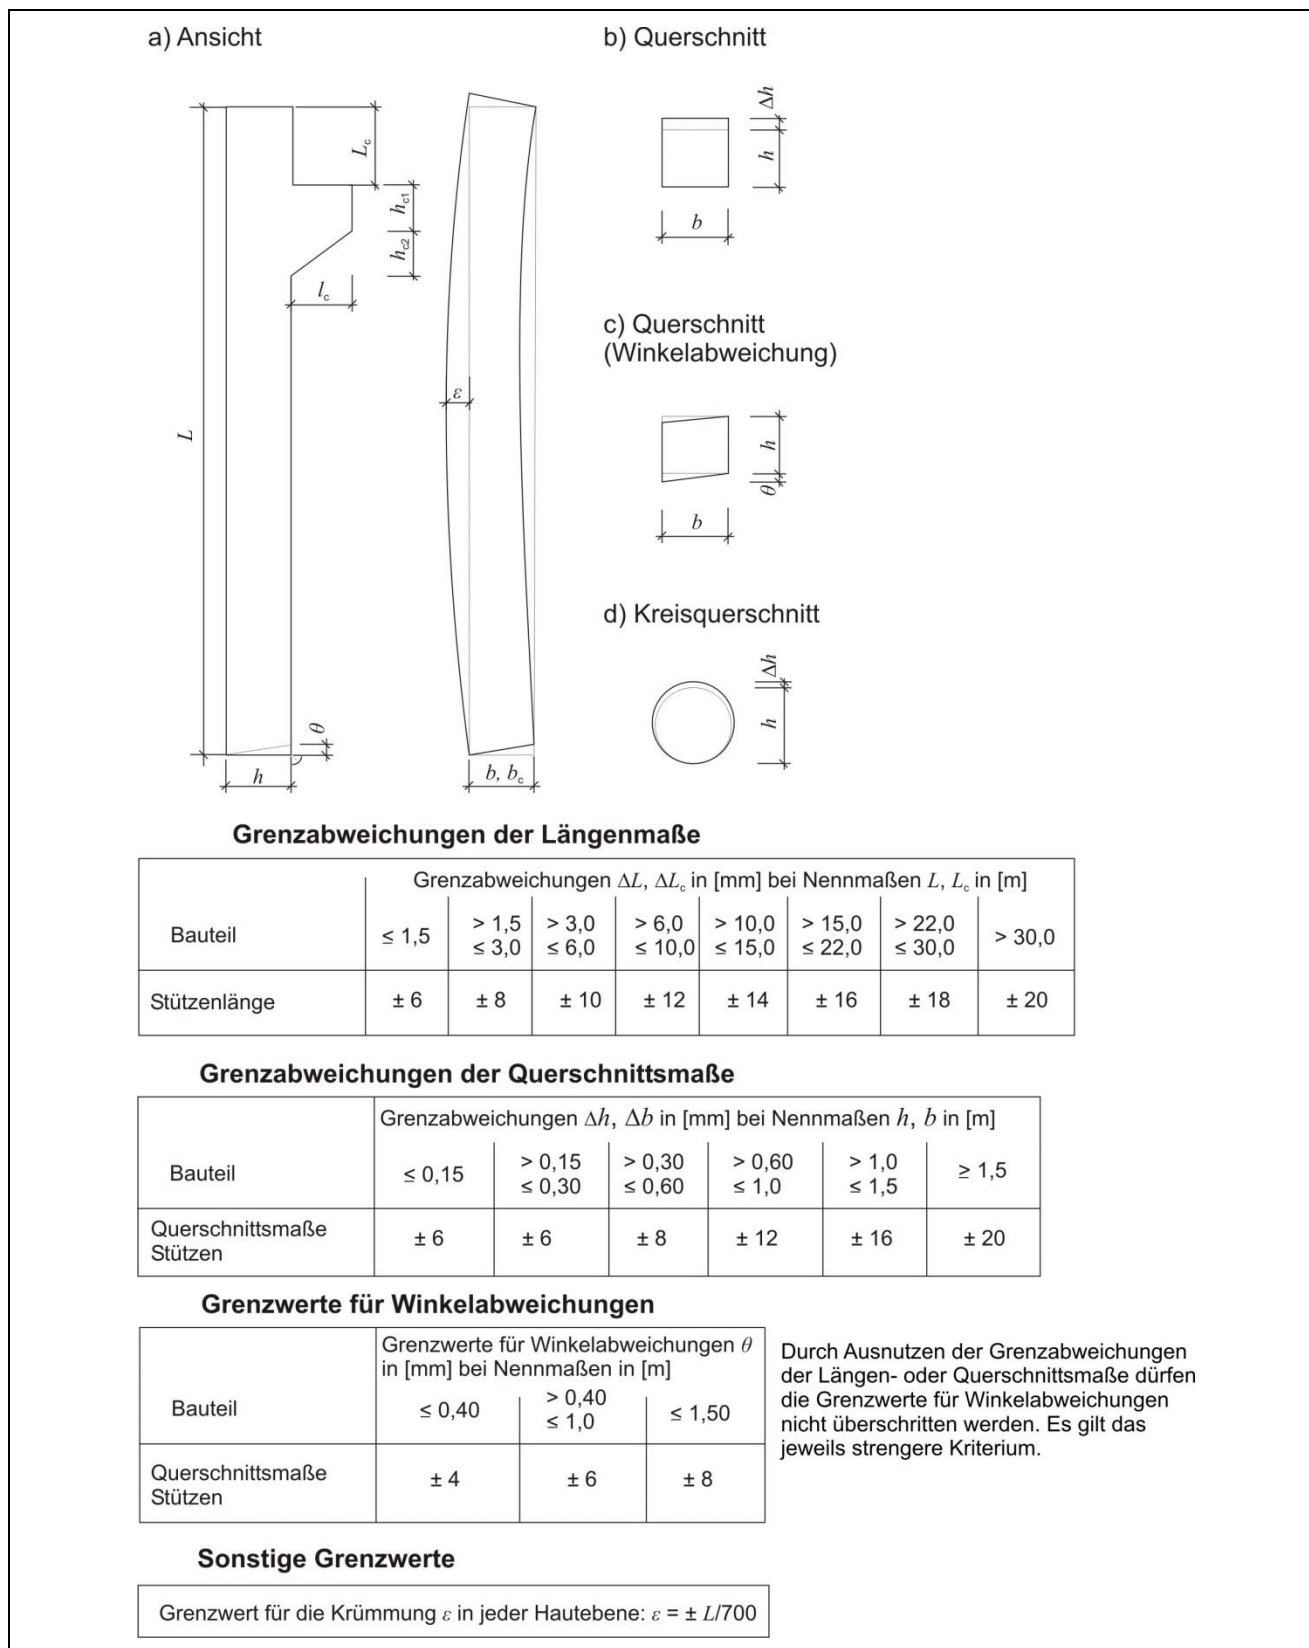 a) Ansicht
b) Querschnitt
L
L_c
h_c1
h_c2
l_c
θ
h
ε
b, b_c
Δh
h
b
c) Querschnitt
(Winkelabweichung)
h
θ
b
d) Kreisquerschnitt
Δh
h
Grenzabweichungen der Längenmaße
Grenzabweichungen ΔL, ΔL_c in [mm] bei Nennmaßen L, L_c in [m]
Bauteil
≤ 1,5
> 1,5
≤ 3,0
> 3,0
≤ 6,0
> 6,0
≤ 10,0
> 10,0
≤ 15,0
> 15,0
≤ 22,0
> 22,0
≤ 30,0
> 30,0
Stützenlänge ± 6 ± 8 ± 10 ± 12 ± 14 ± 16 ± 18 ± 20
Grenzabweichungen der Querschnittsmaße
Grenzabweichungen Δh, Δb in [mm] bei Nennmaßen h, b in [m]
Bauteil
≤ 0,15
> 0,15
≤ 0,30
> 0,30
≤ 0,60
> 0,60
≤ 1,0
> 1,0
≤ 1,5
≥ 1,5
Querschnittsmaße
Stützen
± 6 ± 6 ± 8 ± 12 ± 16 ± 20
Grenzwerte für Winkelabweichungen
Grenzwerte für Winkelabweichungen θ
in [mm] bei Nennmaßen in [m]
Bauteil
≤ 0,40
> 0,40
≤ 1,0
≤ 1,50
Querschnittsmaße
Stützen
± 4 ± 6 ± 8
Durch Ausnutzen der Grenzabweichungen
der Längen- oder Querschnittsmaße dürfen
die Grenzwerte für Winkelabweichungen
nicht überschritten werden. Es gilt das
jeweils strengere Kriterium.
Sonstige Grenzwerte
Grenzwert für die Krümmung ε in jeder Hautebene: ε = ± L/700